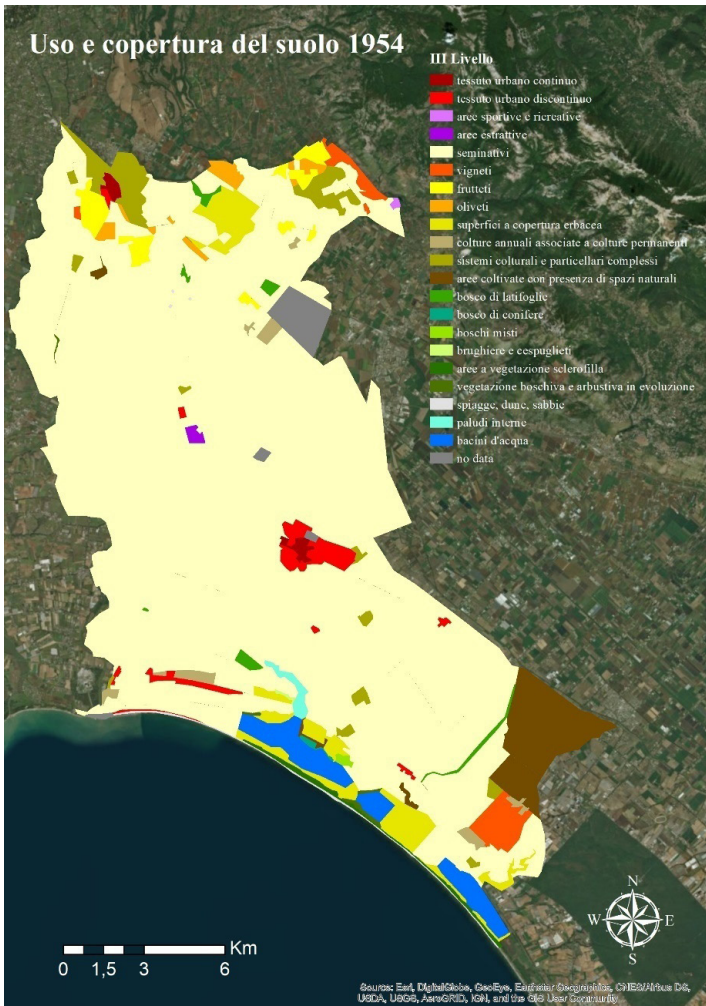 Uso e copertura del suolo 1954
III Livello
tessuto urbano continuo
tessuto urbano discontinuo
aree sportive e ricreative
aree estrattive
seminativi
vigneti
frutteti
oliveti
superfici a copertura erbacea
colture annuali associate a colture permanenti
sistemi colturali e particellari complessi
aree coltivate con presenza di spazi naturali
bosco di latifoglie
bosco di conifere
boschi misti
brughiere e cespuglieti
aree a vegetazione sclerofilla
vegetazione boschiva e arbustiva in evoluzione
spiagge, dune, sabbie
paludi interne
bacini d'acqua
no data
N
W E
S
Km
0 1,5 3 6
Source: Esri, DigitalGlobe, GeoEye, Earthstar Geographics, CNES/Airbus DS,
USDA, USGS, AeroGRID, IGN, and the GIS User Community